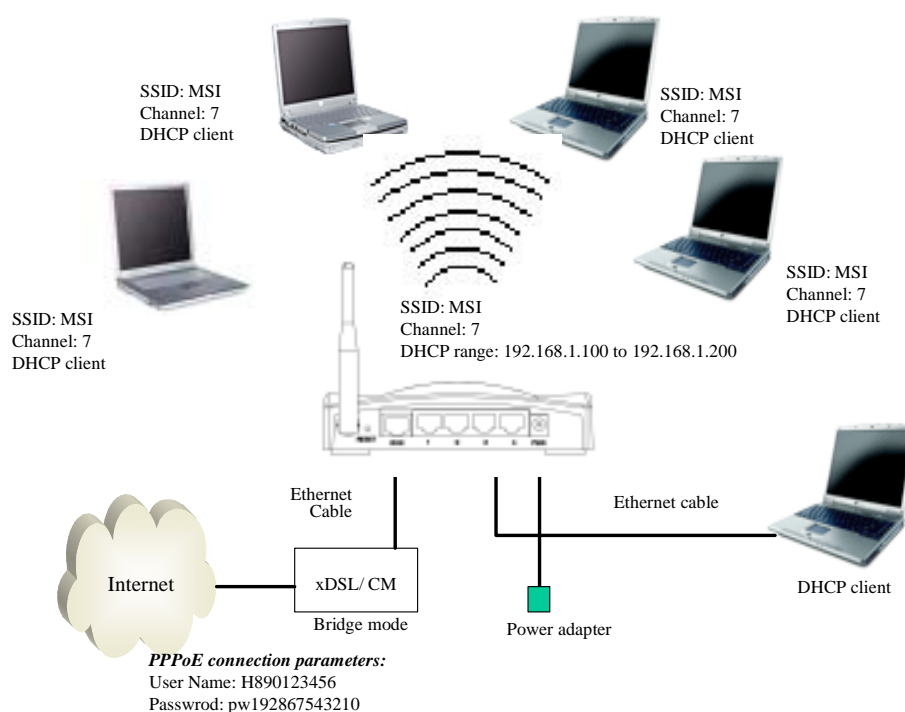 SSID: MSI
Channel: 7
DHCP client
SSID: MSI
Channel: 7
DHCP client
SSID: MSI
Channel: 7
DHCP client
SSID: MSI
Channel: 7
DHCP client
SSID: MSI
Channel: 7
DHCP range: 192.168.1.100 to 192.168.1.200
Ethernet
Cable
Ethernet cable
Internet
xDSL/ CM
DHCP client
Bridge mode
Power adapter
PPPoE connection parameters:
User Name: H890123456
Passwrod: pw192867543210